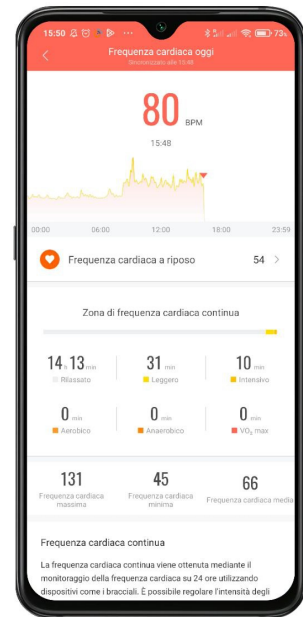 15:50
73%
Frequenza cardiaca oggi
Sincronizzato alle 15:48
80 BPM
15:48
00:00 06:00 12:00 18:00 23:59
Frequenza cardiaca a riposo 54
Zona di frequenza cardiaca continua
14 h 13 min 31 min 10 min
Rilassato Leggero Intensivo
0 min 0 min 0 min
Aerobico Anaerobico VO₂ max
131 45 66
Frequenza cardiaca massima
Frequenza cardiaca minima
Frequenza cardiaca media
Frequenza cardiaca continua
La frequenza cardiaca continua viene ottenuta mediante il
monitoraggio della frequenza cardiaca su 24 ore utilizzando
dispositivi come i bracciali. È possibile regolare l'intensità degli